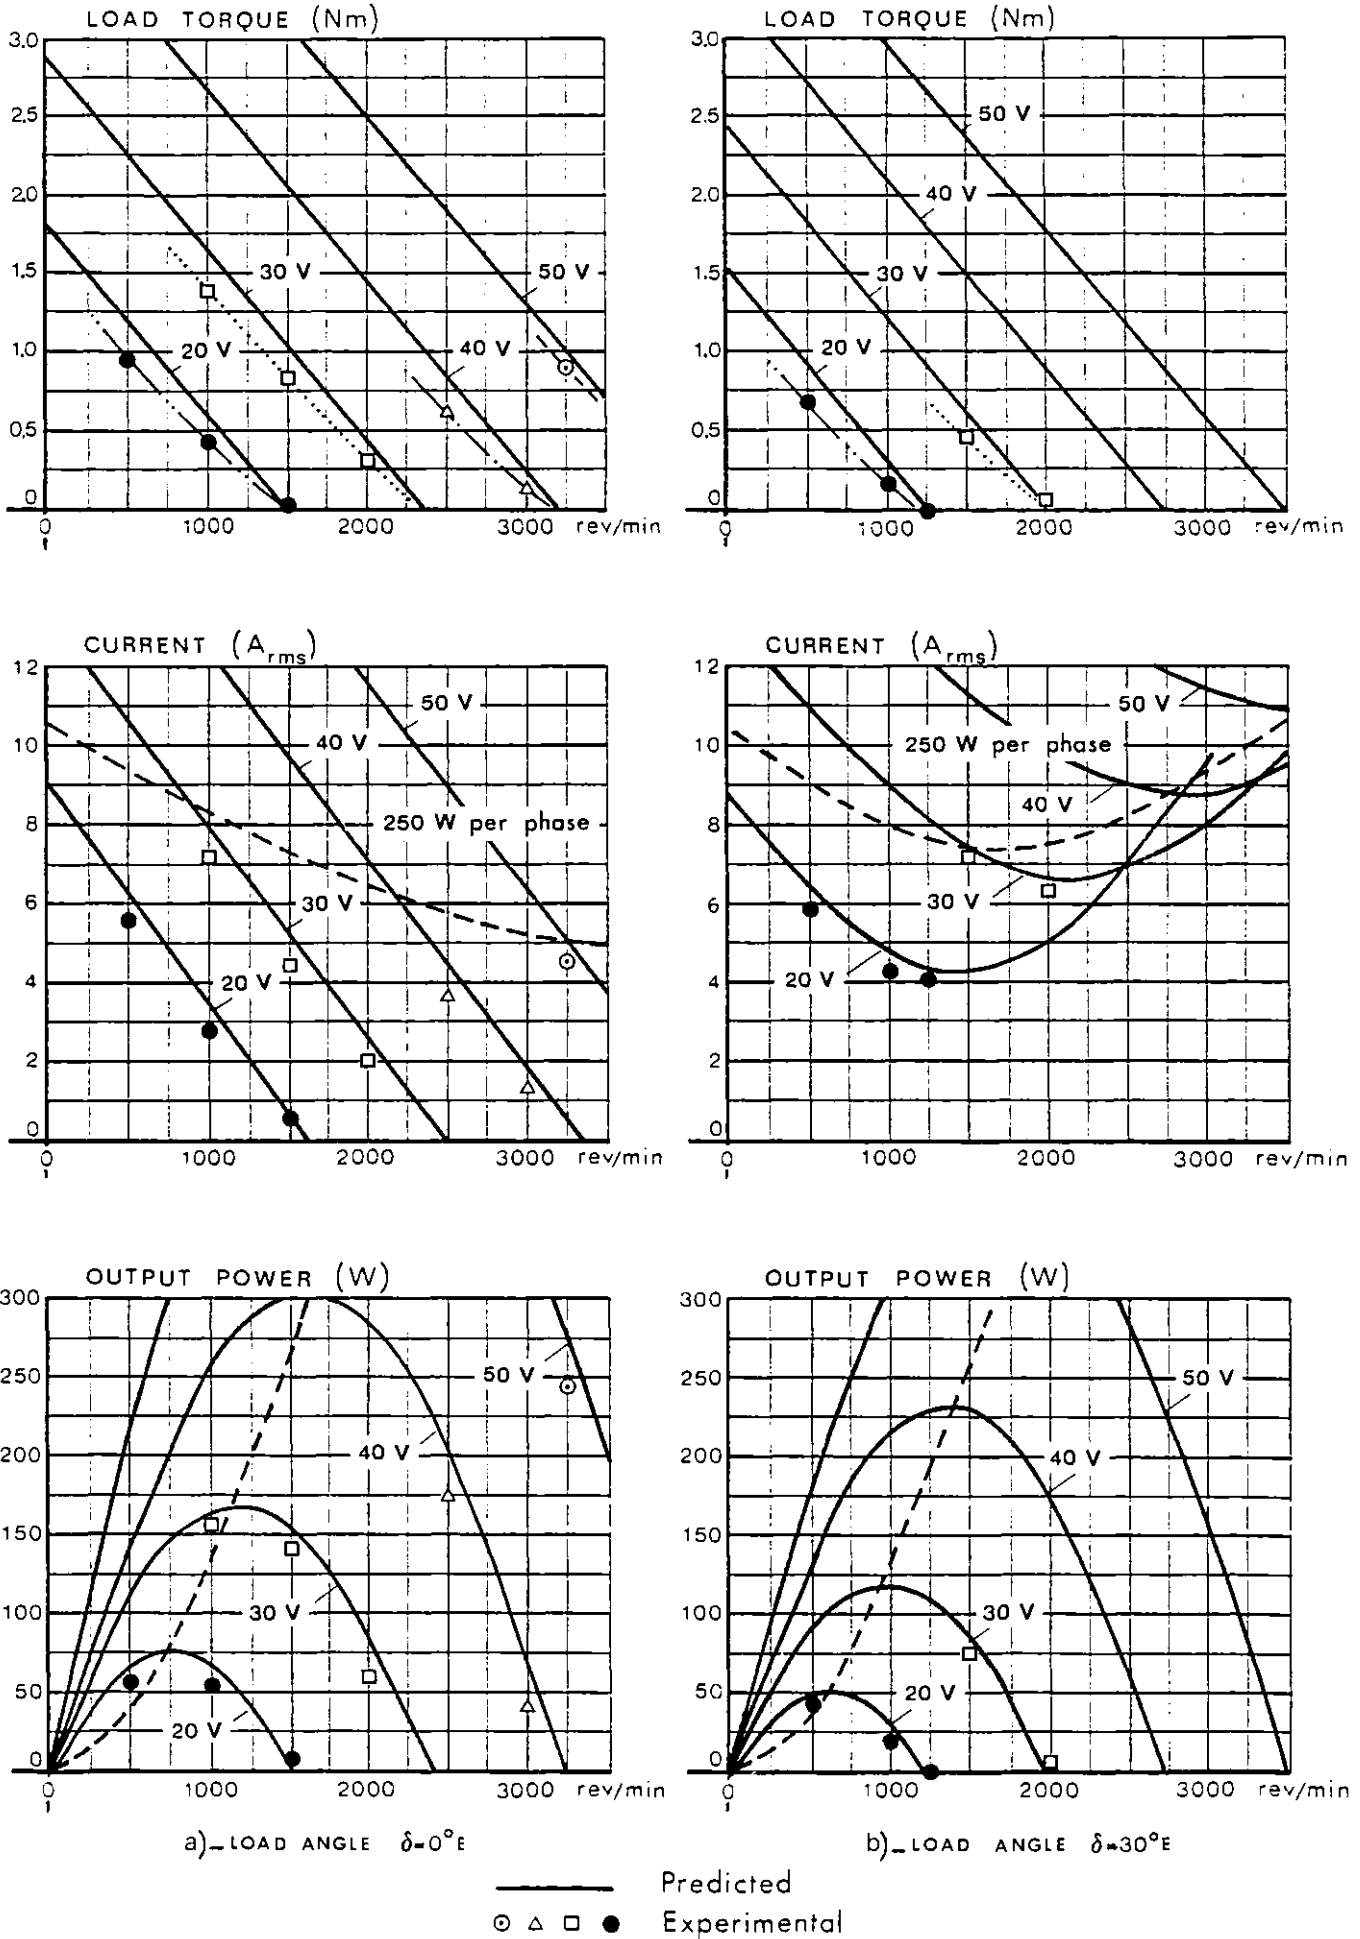 LOAD TORQUE (Nm)
3.0
2.5
2.0
1.5
1.0
0,5
0
50 V
30 V
20 V
40 V
0 1000 2000 3000 rev/min
LOAD TORQUE (Nm)
3.0
2.5
2.0
1.5
1.0
0.5
0
50 V
40 V
30 V
20 V
0 1000 2000 3000 rev/min
CURRENT (Arms)
12
10
8
6
4
2
0
50 V
40 V
250 W per phase
30 V
20 V
0 1000 2000 3000 rev/min
CURRENT (Arms)
12
10
8
6
4
2
0
50 V
250 W per phase
40 V
30 V
20 V
0 1000 2000 3000 rev/min
OUTPUT POWER (W)
300
250
200
150
100
50
0
50 V
40 V
30 V
20 V
0 1000 2000 3000 rev/min
a)_LOAD ANGLE δ=0°E
OUTPUT POWER (W)
300
250
200
150
100
50
0
50 V
40 V
30 V
20 V
0 1000 2000 3000 rev/min
b)_LOAD ANGLE δ=30°E
Predicted
Experimental